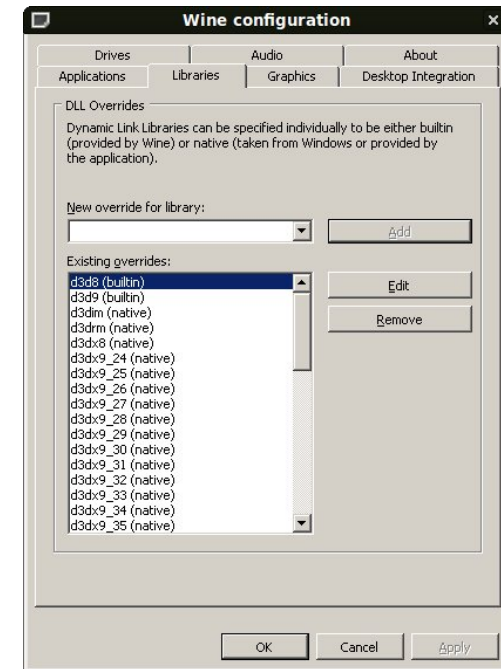 Wine configuration
Drives Audio About
Applications Libraries Graphics Desktop Integration
DLL Overrides
Dynamic Link Libraries can be specified individually to be either builtin
(provided by Wine) or native (taken from Windows or provided by
the application).
New override for library:
Add
Existing overrides:
d3d8 (builtin)
d3d9 (builtin)
d3dim (native)
d3drm (native)
d3dx8 (native)
d3dx9_24 (native)
d3dx9_25 (native)
d3dx9_26 (native)
d3dx9_27 (native)
d3dx9_28 (native)
d3dx9_29 (native)
d3dx9_30 (native)
d3dx9_31 (native)
d3dx9_32 (native)
d3dx9_33 (native)
d3dx9_34 (native)
d3dx9_35 (native)
Edit
Remove
OK Cancel Apply